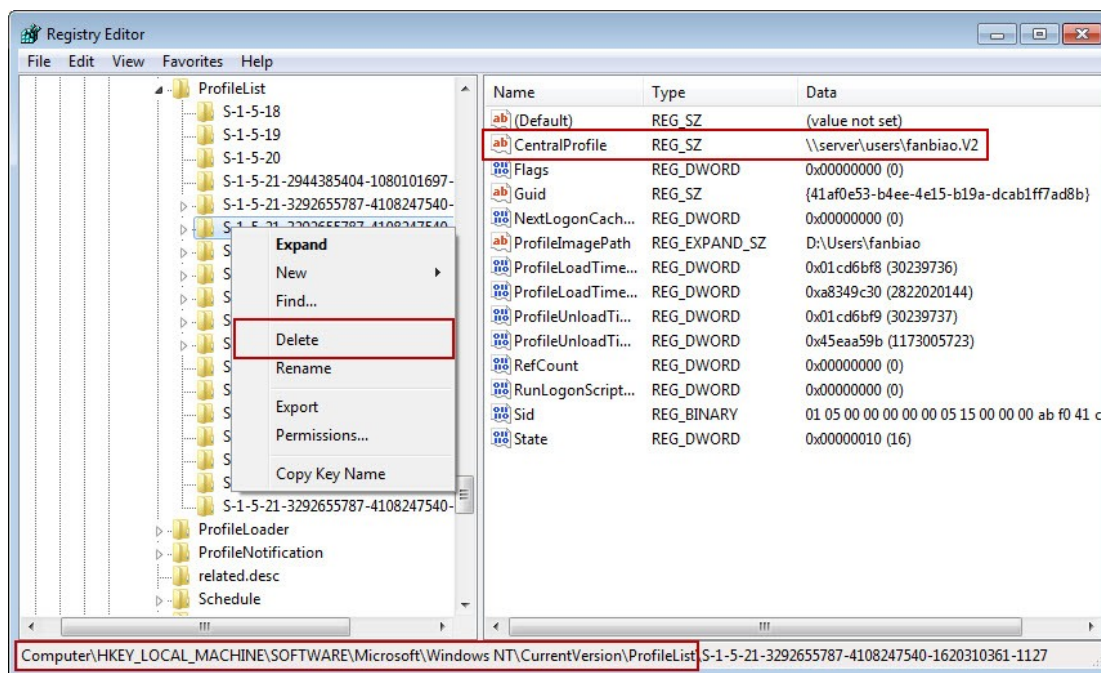 Registry Editor
File Edit View Favorites Help
ProfileList
S-1-5-18
S-1-5-19
S-1-5-20
S-1-5-21-2944385404-1080101697-
S-1-5-21-3292655787-4108247540-
S-1-5-21-3292655787-4108247540-
S
S
S
S
S
S
S
S
S
S
S
S-1-5-21-3292655787-4108247540-
ProfileLoader
ProfileNotification
related.desc
Schedule
Expand
New
Find...
Delete
Rename
Export
Permissions...
Copy Key Name
Name Type Data
(Default) REG_SZ (value not set)
CentralProfile REG_SZ \\server\users\fanbiao.V2
Flags REG_DWORD 0x00000000 (0)
Guid REG_SZ {41af0e53-b4ee-4e15-b19a-dcab1ff7ad8b}
NextLogonCach... REG_DWORD 0x00000000 (0)
ProfileImagePath REG_EXPAND_SZ D:\Users\fanbiao
ProfileLoadTime... REG_DWORD 0x01cd6bf8 (30239736)
ProfileLoadTime... REG_DWORD 0xa8349c30 (2822020144)
ProfileUnloadTi... REG_DWORD 0x01cd6bf9 (30239737)
ProfileUnloadTi... REG_DWORD 0x45eaa59b (1173005723)
RefCount REG_DWORD 0x00000000 (0)
RunLogonScript... REG_DWORD 0x00000000 (0)
Sid REG_BINARY 01 05 00 00 00 00 00 05 15 00 00 00 ab f0 41 c
State REG_DWORD 0x00000010 (16)
Computer\HKEY_LOCAL_MACHINE\SOFTWARE\Microsoft\Windows NT\CurrentVersion\ProfileList\S-1-5-21-3292655787-4108247540-1620310361-1127